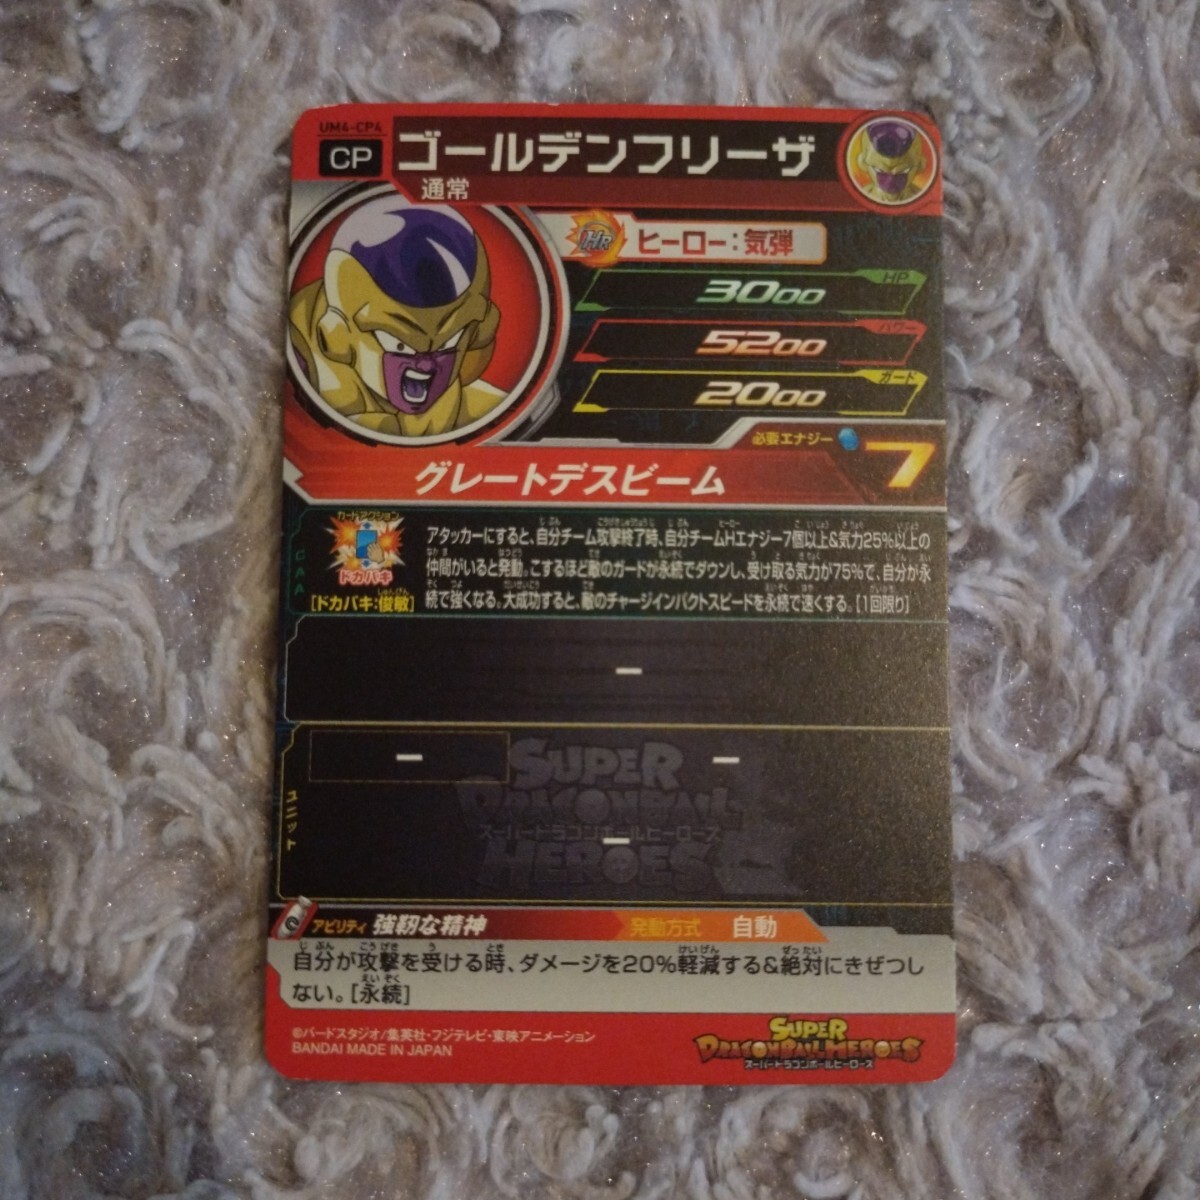 UM4-CP4
CP
ゴールデンフリーザ
通常
HR
ヒーロー：気弾
HP
3000
パワー
5200
ガード
2000
必要エナジー
7
グレートデスビーム
CAA
カードアクション
ドカバキ
[ドカバキ:俊敏]
アタッカーにすると、自分チーム攻撃終了時、自分チームHエナジー7個以上&気力25%以上の
仲間がいると発動。こするほど敵のガードが永続でダウンし、受け取る気力が75%で、自分が永
続で強くなる。大成功すると、敵のチャージインパクトスピードを永続で速くする。[1回限り]
－
－
－
ユニット
SUPER
DRAGONBALL
スーパードラゴンボールヒーローズ
HEROES
－
アビリティ 強靭な精神
発動方式 自動
自分が攻撃を受ける時、ダメージを20%軽減する&絶対にきぜつし
ない。[永続]
©バードスタジオ/集英社・フジテレビ・東映アニメーション
BANDAI MADE IN JAPAN
SUPER
DRAGONBALL HEROES
スーパードラゴンボールヒーローズ